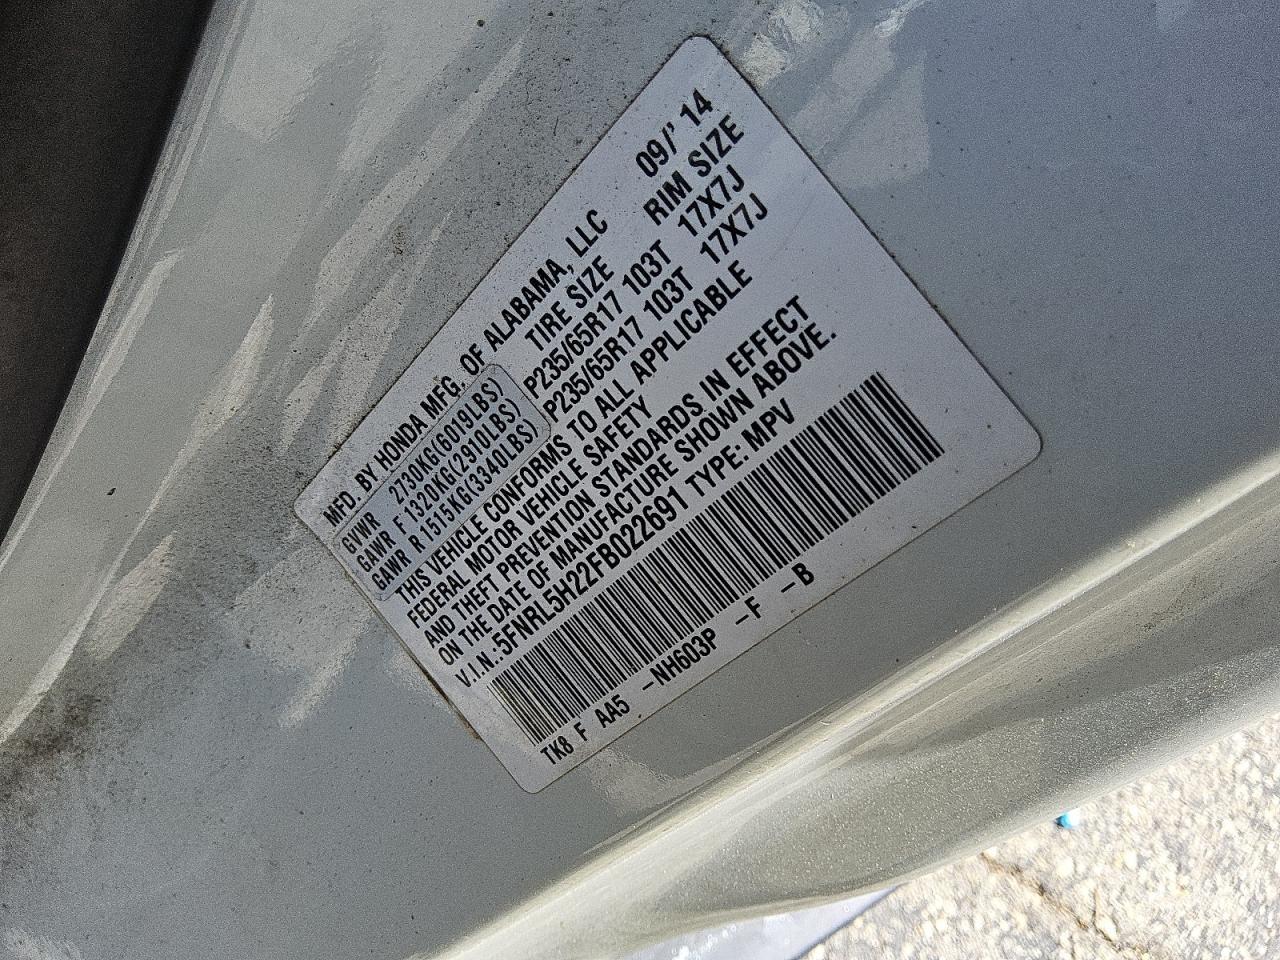 MFD. BY HONDA MFG. OF ALABAMA, LLC 09/' 14
GVWR 2730KG(6019LBS) TIRE SIZE RIM SIZE
GAWR F 1320KG(2910LBS) P235/65R17 103T 17X7J
GAWR R 1515KG(3340LBS) P235/65R17 103T 17X7J
THIS VEHICLE CONFORMS TO ALL APPLICABLE
FEDERAL MOTOR VEHICLE SAFETY
AND THEFT PREVENTION STANDARDS IN EFFECT
ON THE DATE OF MANUFACTURE SHOWN ABOVE.
V.I.N.:5FNRL5H22FB022691 TYPE: MPV
TK8 F AA5 -NH603P -F -B